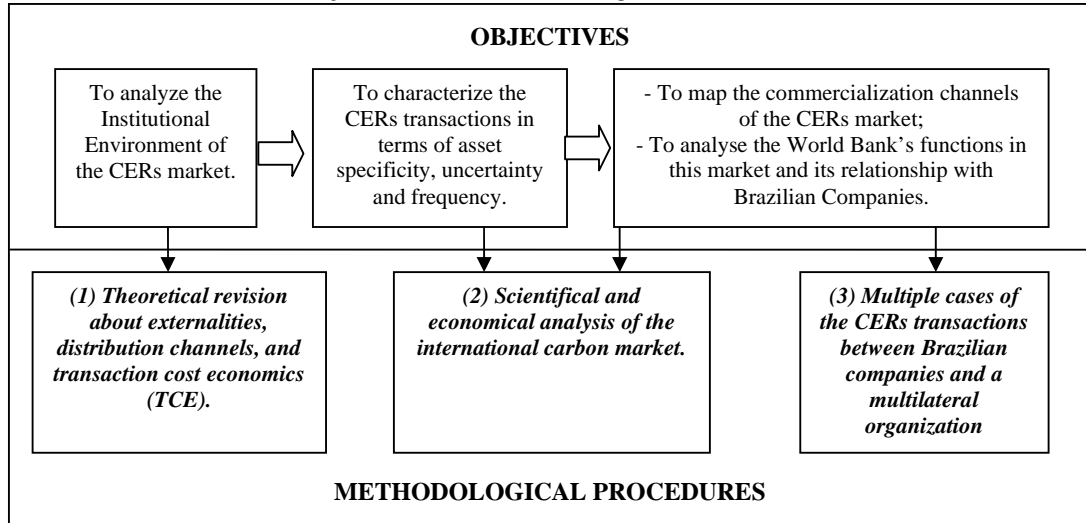 OBJECTIVES
To analyze the
Institutional
Environment of
the CERs market.
To characterize the
CERs transactions in
terms of asset
specificity, uncertainty
and frequency.
- To map the commercialization channels
of the CERs market;
- To analyse the World Bank’s functions in
this market and its relationship with
Brazilian Companies.
(1) Theoretical revision
about externalities,
distribution channels, and
transaction cost economics
(TCE).
(2) Scientifical and
economical analysis of the
international carbon market.
(3) Multiple cases of
the CERs transactions
between Brazilian
companies and a
multilateral
organization
METHODOLOGICAL PROCEDURES